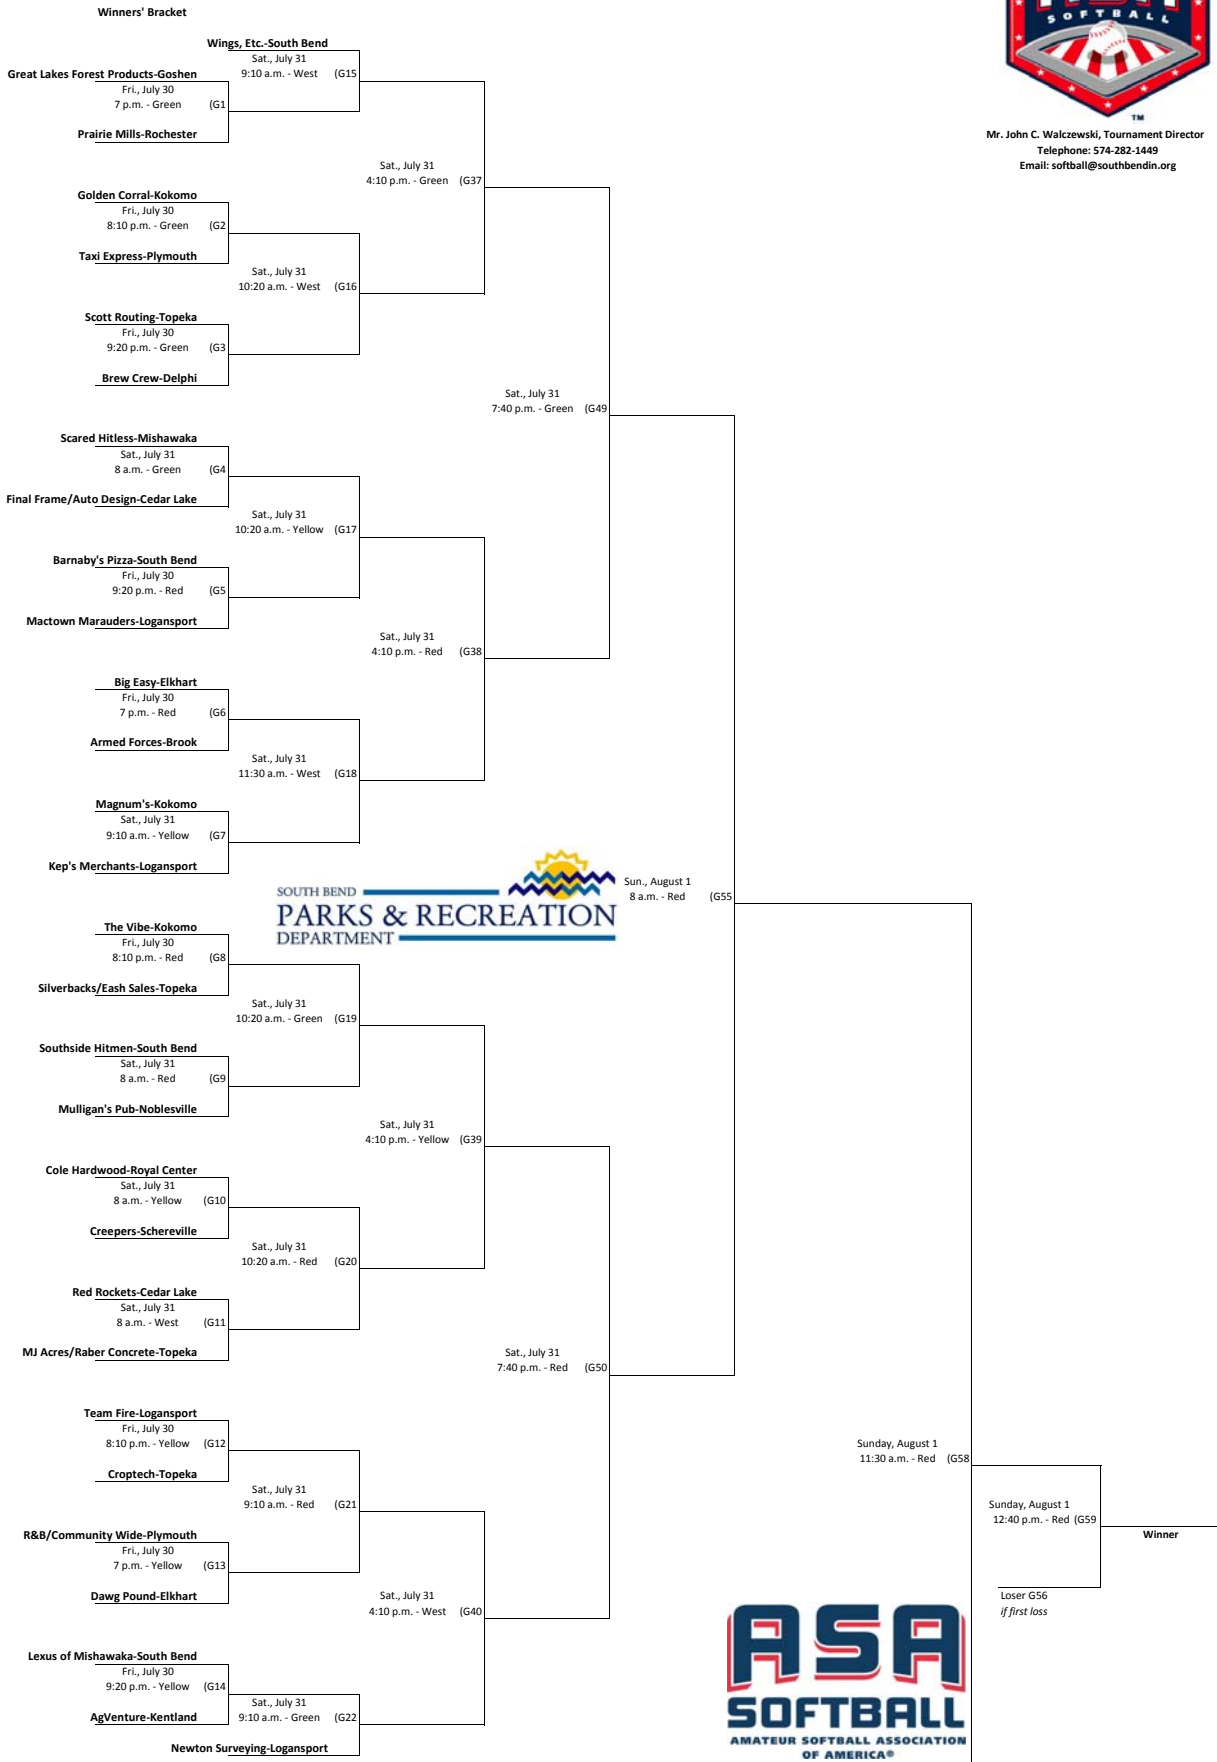 Winners' Bracket
SOFTBALL
TM
Mr. John C. Walczewski, Tournament Director
Telephone: 574-282-1449
Email: softball@southbendin.org
Wings, Etc.-South Bend
Sat., July 31
9:10 a.m. - West (G15
Great Lakes Forest Products-Goshen
Fri., July 30
7 p.m. - Green (G1
Prairie Mills-Rochester
Sat., July 31
4:10 p.m. - Green (G37
Golden Corral-Kokomo
Fri., July 30
8:10 p.m. - Green (G2
Taxi Express-Plymouth
Sat., July 31
10:20 a.m. - West (G16
Scott Routing-Topeka
Fri., July 30
9:20 p.m. - Green (G3
Brew Crew-Delphi
Sat., July 31
7:40 p.m. - Green (G49
Scared Hitless-Mishawaka
Sat., July 31
8 a.m. - Green (G4
Final Frame/Auto Design-Cedar Lake
Sat., July 31
10:20 a.m. - Yellow (G17
Barnaby's Pizza-South Bend
Fri., July 30
9:20 p.m. - Red (G5
Mactown Marauders-Logansport
Sat., July 31
4:10 p.m. - Red (G38
Big Easy-Elkhart
Fri., July 30
7 p.m. - Red (G6
Armed Forces-Brook
Sat., July 31
11:30 a.m. - West (G18
Magnum's-Kokomo
Sat., July 31
9:10 a.m. - Yellow (G7
Kep's Merchants-Logansport
SOUTH BEND
PARKS & RECREATION
DEPARTMENT
Sun., August 1
8 a.m. - Red (G55
The Vibe-Kokomo
Fri., July 30
8:10 p.m. - Red (G8
Silverbacks/Eash Sales-Topeka
Sat., July 31
10:20 a.m. - Green (G19
Southside Hitmen-South Bend
Sat., July 31
8 a.m. - Red (G9
Mulligan's Pub-Noblesville
Sat., July 31
4:10 p.m. - Yellow (G39
Cole Hardwood-Royal Center
Sat., July 31
8 a.m. - Yellow (G10
Creepers-Schereville
Sat., July 31
10:20 a.m. - Red (G20
Red Rockets-Cedar Lake
Sat., July 31
8 a.m. - West (G11
MJ Acres/Raber Concrete-Topeka
Sat., July 31
7:40 p.m. - Red (G50
Team Fire-Logansport
Fri., July 30
8:10 p.m. - Yellow (G12
Croptech-Topeka
Sunday, August 1
11:30 a.m. - Red (G58
Sat., July 31
9:10 a.m. - Red (G21
Sunday, August 1
12:40 p.m. - Red (G59
Winner
R&B/Community Wide-Plymouth
Fri., July 30
7 p.m. - Yellow (G13
Dawg Pound-Elkhart
Sat., July 31
4:10 p.m. - West (G40
Loser G56
if first loss
Lexus of Mishawaka-South Bend
Fri., July 30
9:20 p.m. - Yellow (G14
AgVenture-Kentland
Sat., July 31
9:10 a.m. - Green (G22
Newton Surveying-Logansport
ASA
SOFTBALL
AMATEUR SOFTBALL ASSOCIATION
OF AMERICA®